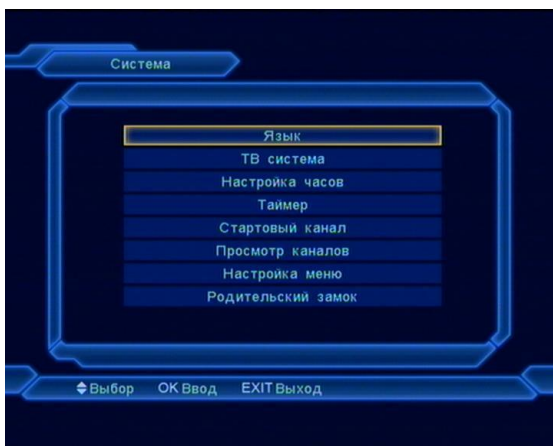 Система
Язык
ТВ система
Настройка часов
Таймер
Стартовый канал
Просмотр каналов
Настройка меню
Родительский замок
Выбор OK Ввод EXIT Выход